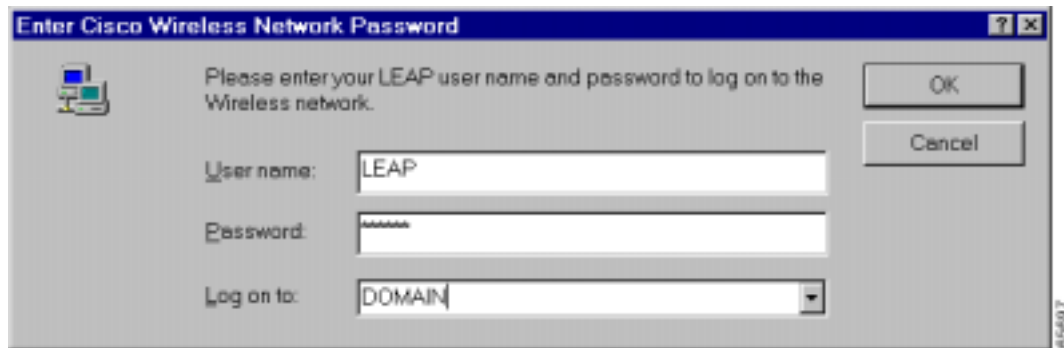 Enter Cisco Wireless Network Password
Please enter your LEAP user name and password to log on to the
Wireless network.
OK
Cancel
User name: LEAP
Password: ******
Log on to: DOMAIN